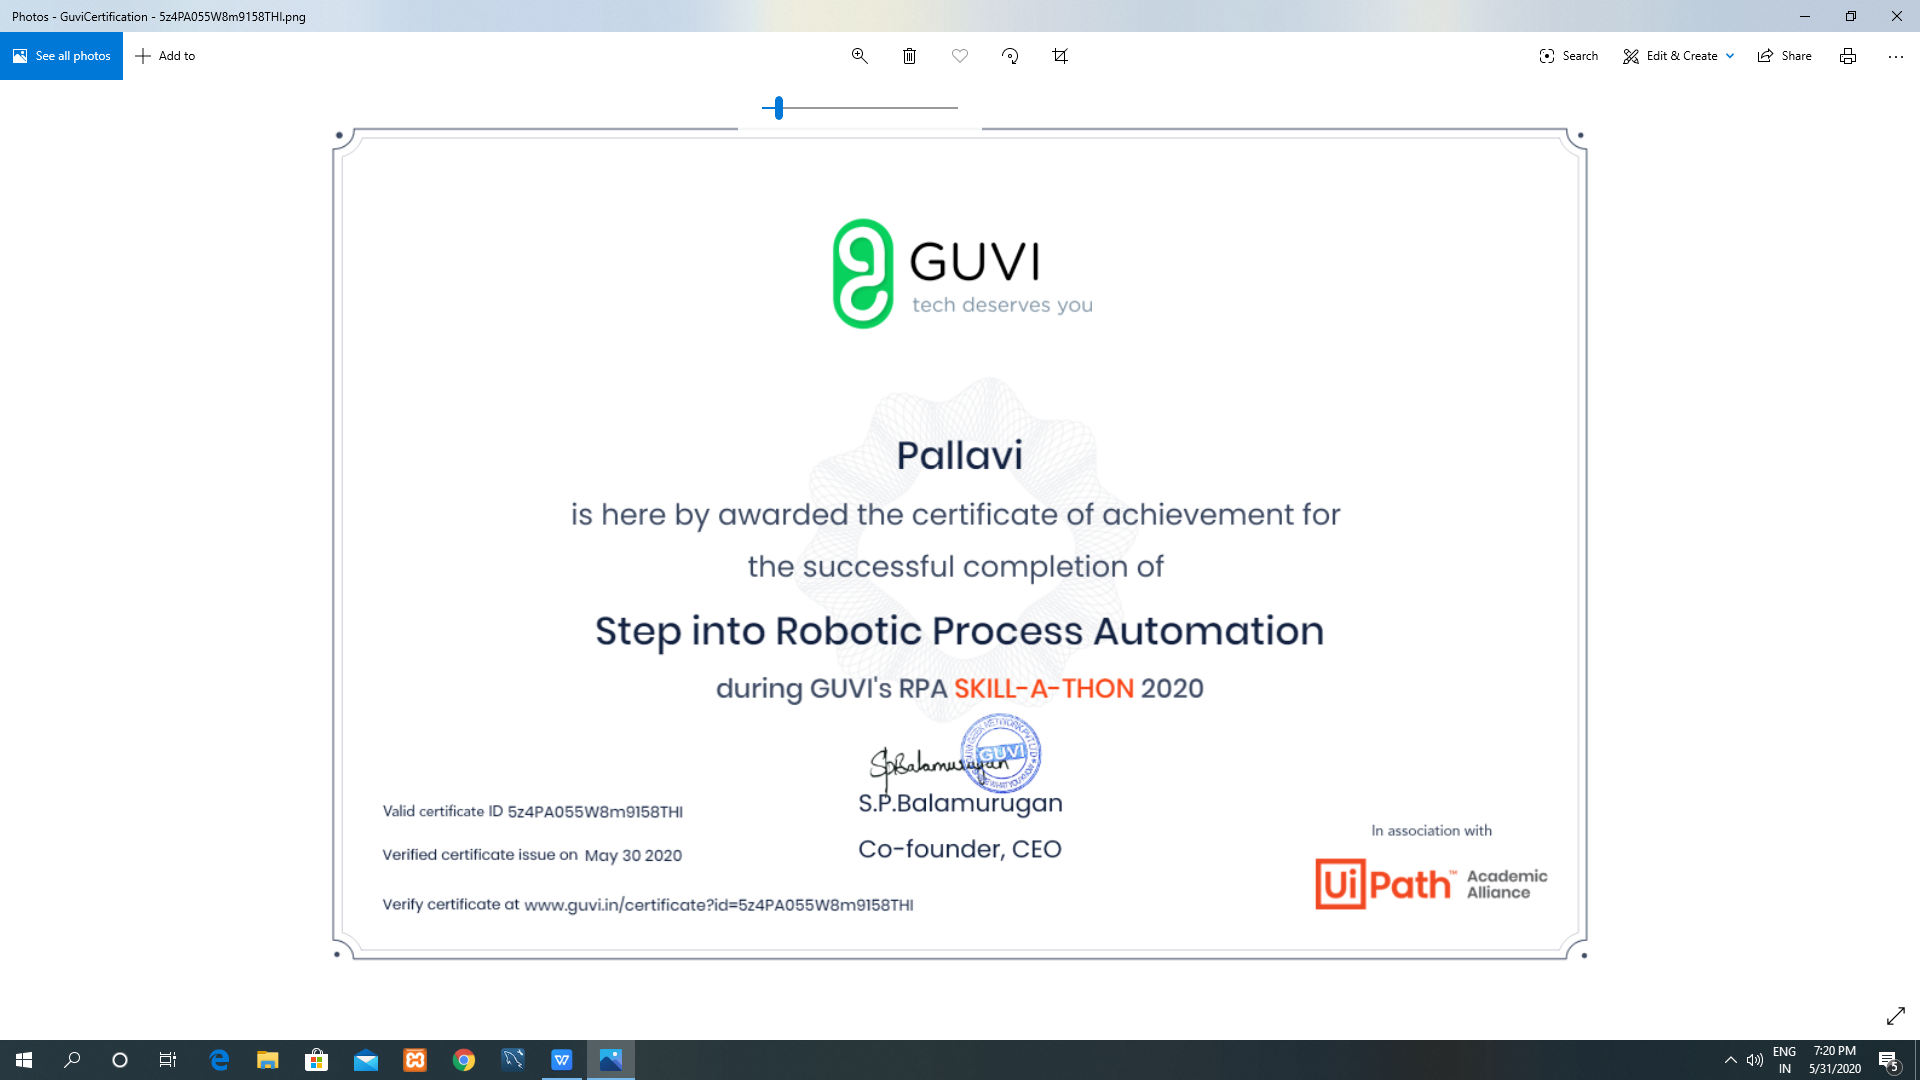 Photos - GuviCertification - 5z4PA055W8m9158THI.png
See all photos
Add to
Search
Edit & Create
Share
GUVI
tech deserves you
Pallavi
is here by awarded the certificate of achievement for
the successful completion of
Step into Robotic Process Automation
during GUVI's RPA SKILL-A-THON 2020
SpBalamurugan
GUVI
S.P.Balamurugan
Co-founder, CEO
Valid certificate ID 5z4PA055W8m9158THI
Verified certificate issue on May 30 2020
Verify certificate at www.guvi.in/certificate?id=5z4PA055W8m9158THI
In association with
UiPath™ Academic
Alliance
ENG
IN
7:20 PM
5/31/2020
5